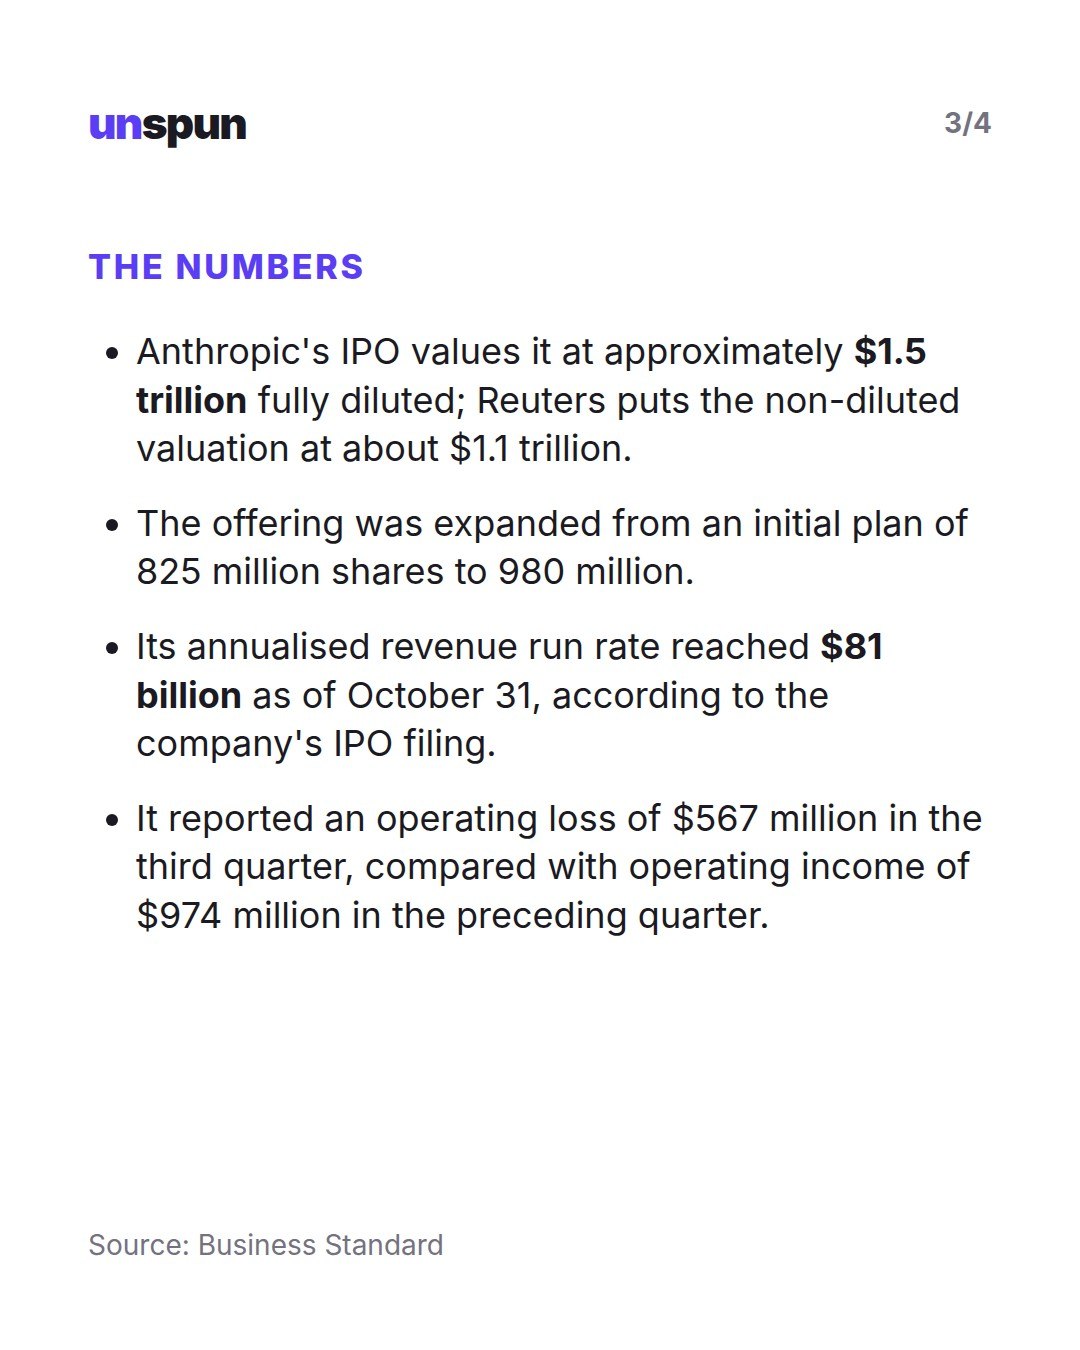 unspun
3/4
THE NUMBERS
• Anthropic's IPO values it at approximately $1.5
trillion fully diluted; Reuters puts the non-diluted
valuation at about $1.1 trillion.
• The offering was expanded from an initial plan of
825 million shares to 980 million.
• Its annualised revenue run rate reached $81
billion as of October 31, according to the
company's IPO filing.
• It reported an operating loss of $567 million in the
third quarter, compared with operating income of
$974 million in the preceding quarter.
Source: Business Standard